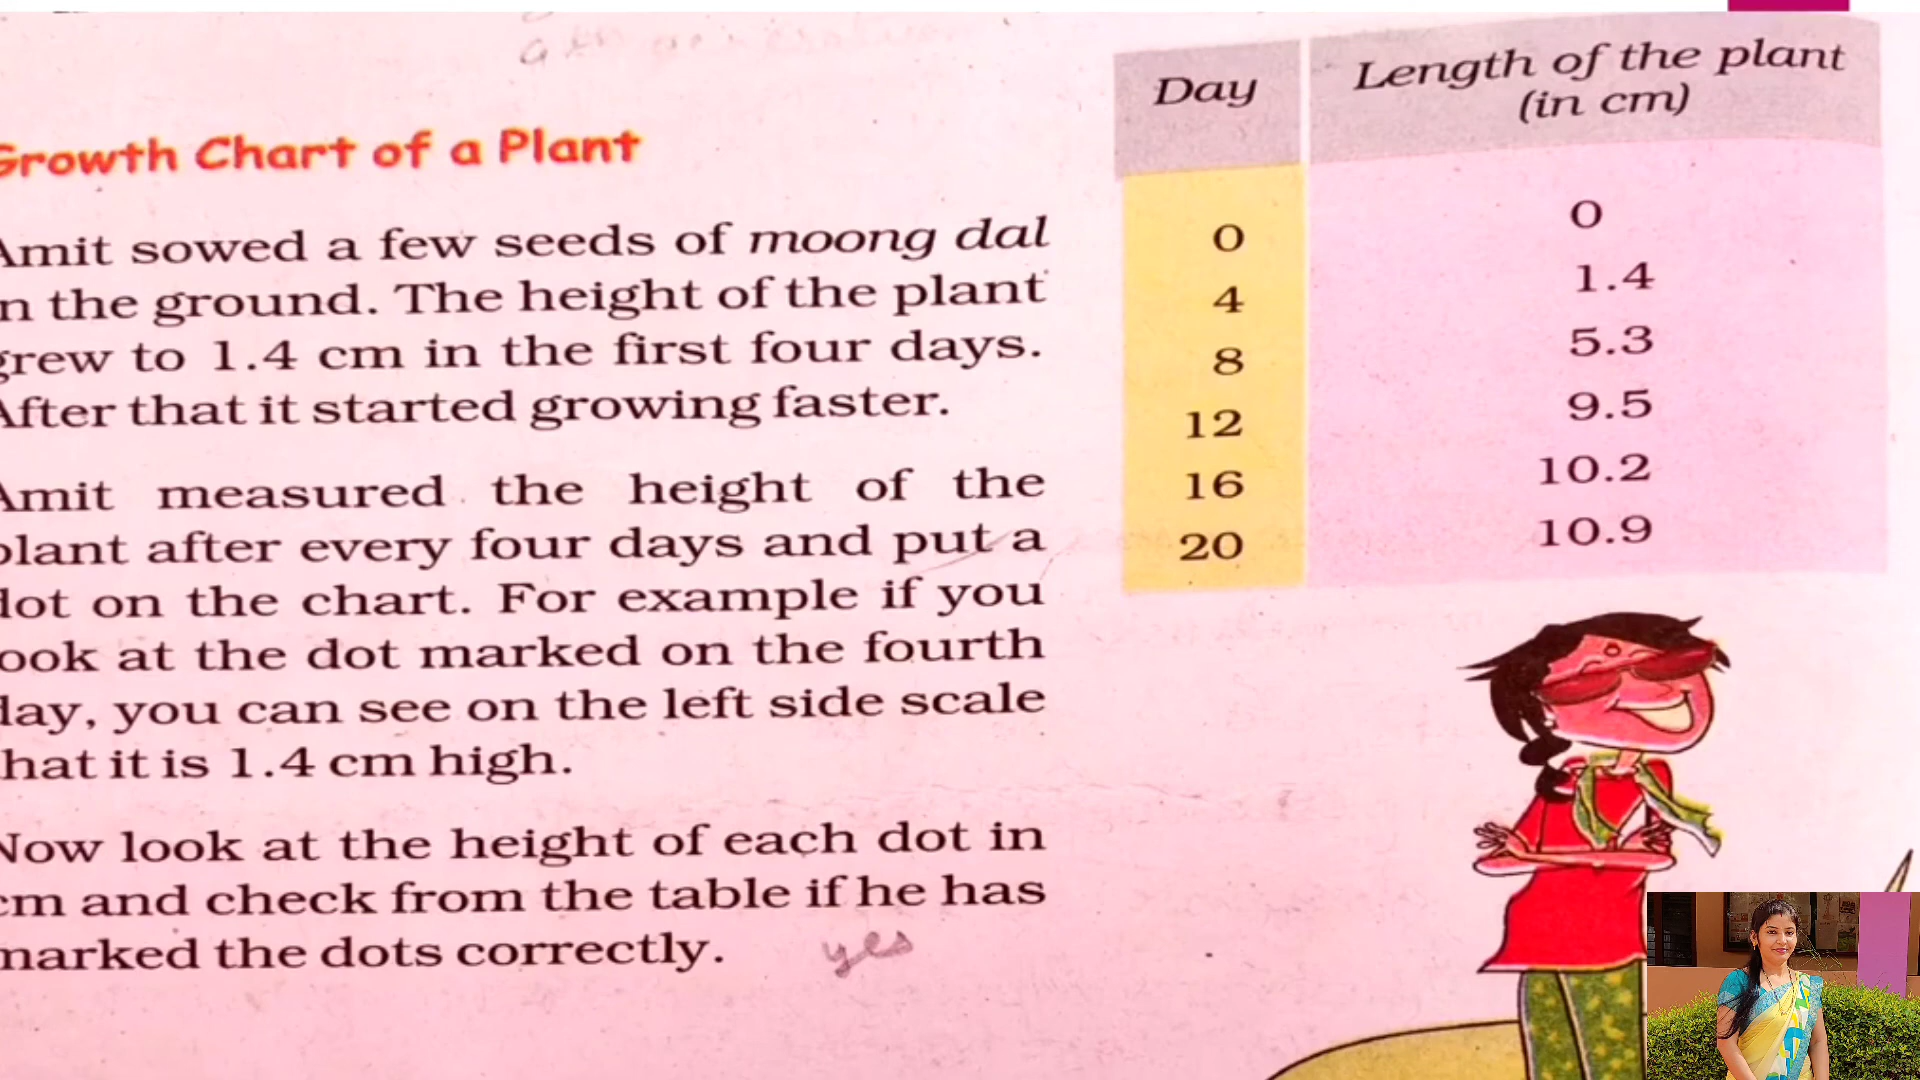 Growth Chart of a Plant
Amit sowed a few seeds of moong dal
in the ground. The height of the plant
grew to 1.4 cm in the first four days.
After that it started growing faster.
Amit measured the height of the
plant after every four days and put a
dot on the chart. For example if you
look at the dot marked on the fourth
day, you can see on the left side scale
that it is 1.4 cm high.
Now look at the height of each dot in
cm and check from the table if he has
marked the dots correctly. yes
Day Length of the plant
(in cm)
0 0
4 1.4
8 5.3
12 9.5
16 10.2
20 10.9